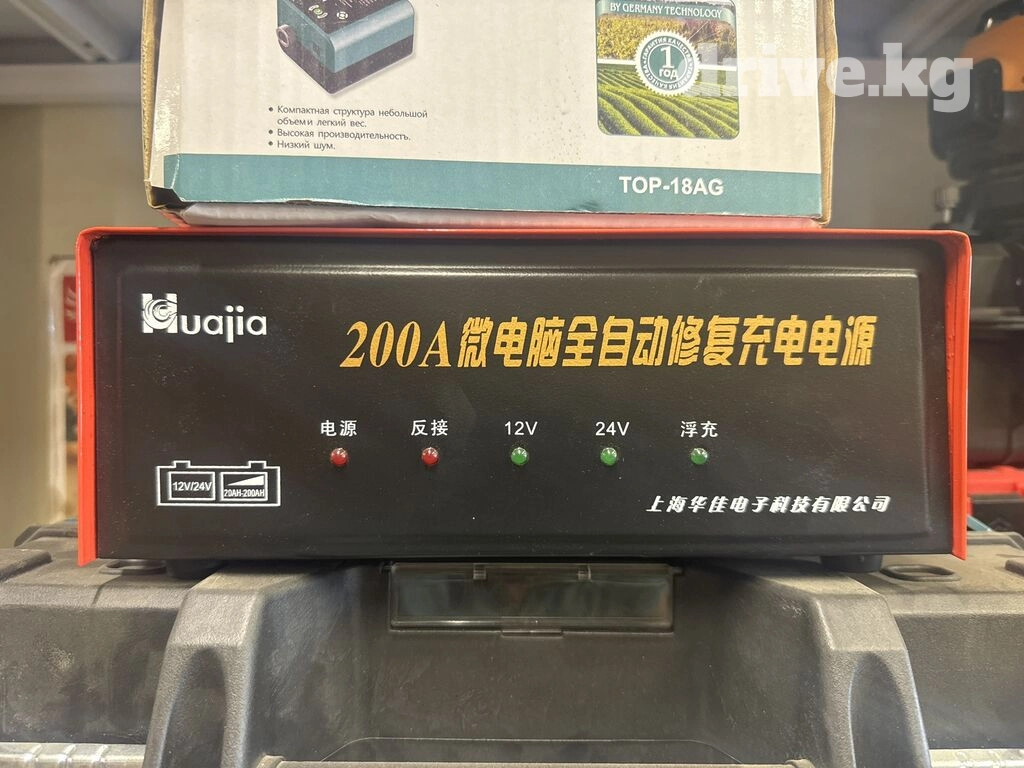 BY GERMANY TECHNOLOGY
1
ГОД
drive.kg
• Компактная структура небольшой
объем и легкий вес.
• Высокая производительность.
• Низкий шум.
TOP-18AG
Huajia
200A微电脑全自动修复充电电源
电源 反接 12V 24V 浮充
12V/24V 20AH-200AH
上海华佳电子科技有限公司